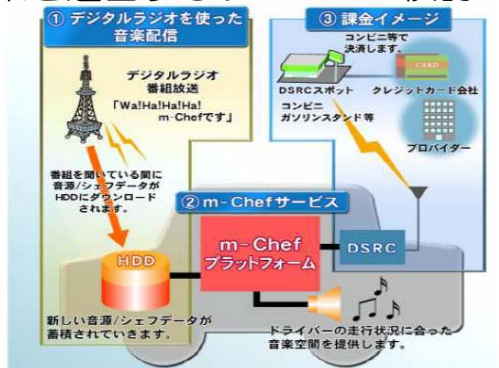 ① デジタルラジオを使った
音楽配信
デジタルラジオ
番組放送
「Wa!Ha!Ha!Ha!
m-Chefです」
番組を聞いている間に
音源/シェフデータが
HDDにダウンロード
されます。
HDD
新しい音源/シェフデータが
蓄積されていきます。
② m-Chefサービス
m-Chef
プラットフォーム
DSRC
ドライバーの走行状況に合った
音楽空間を提供します。
③ 課金イメージ
コンビニ等で
決済します。
CARD
DSRCスポット
クレジットカード会社
コンビニ
ガソリンスタンド等
プロバイダー